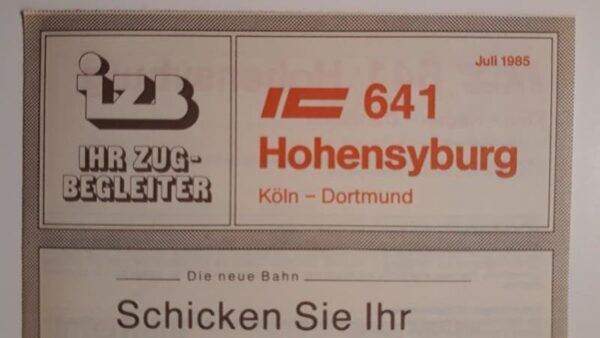 izb
IHR ZUG-
BEGLEITER
Juli 1985
IC 641
Hohensyburg
Köln – Dortmund
Die neue Bahn
Schicken Sie Ihr